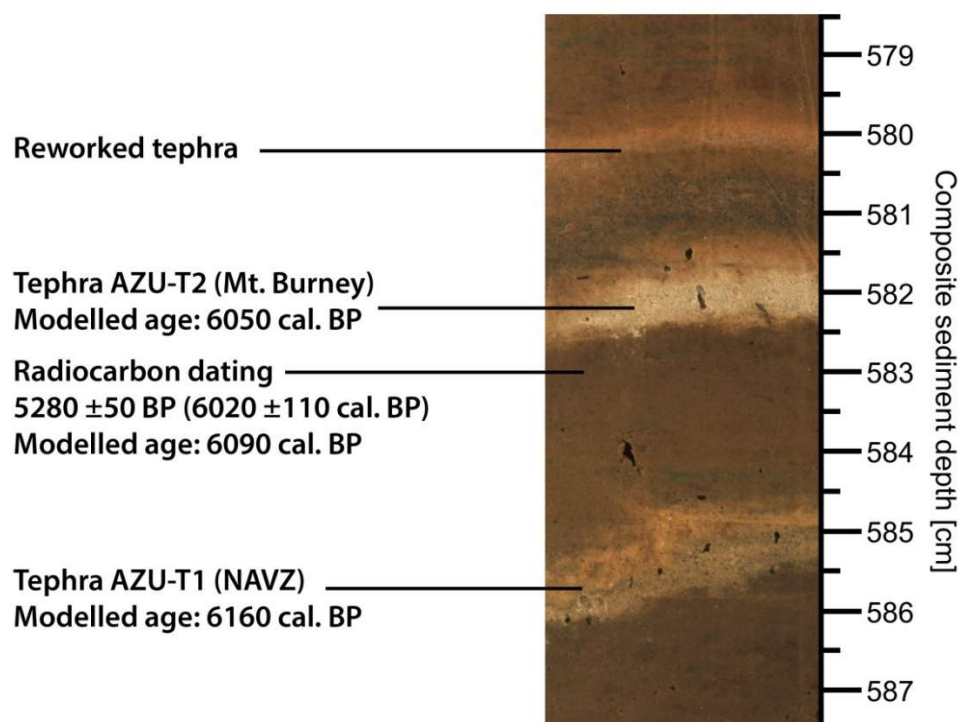 579
Reworked tephra
580
581
Tephra AZU-T2 (Mt. Burney)
Modelled age: 6050 cal. BP
582
Radiocarbon dating
5280 ±50 BP (6020 ±110 cal. BP)
Modelled age: 6090 cal. BP
583
584
585
Tephra AZU-T1 (NAVZ)
Modelled age: 6160 cal. BP
586
587
Composite sediment depth [cm]